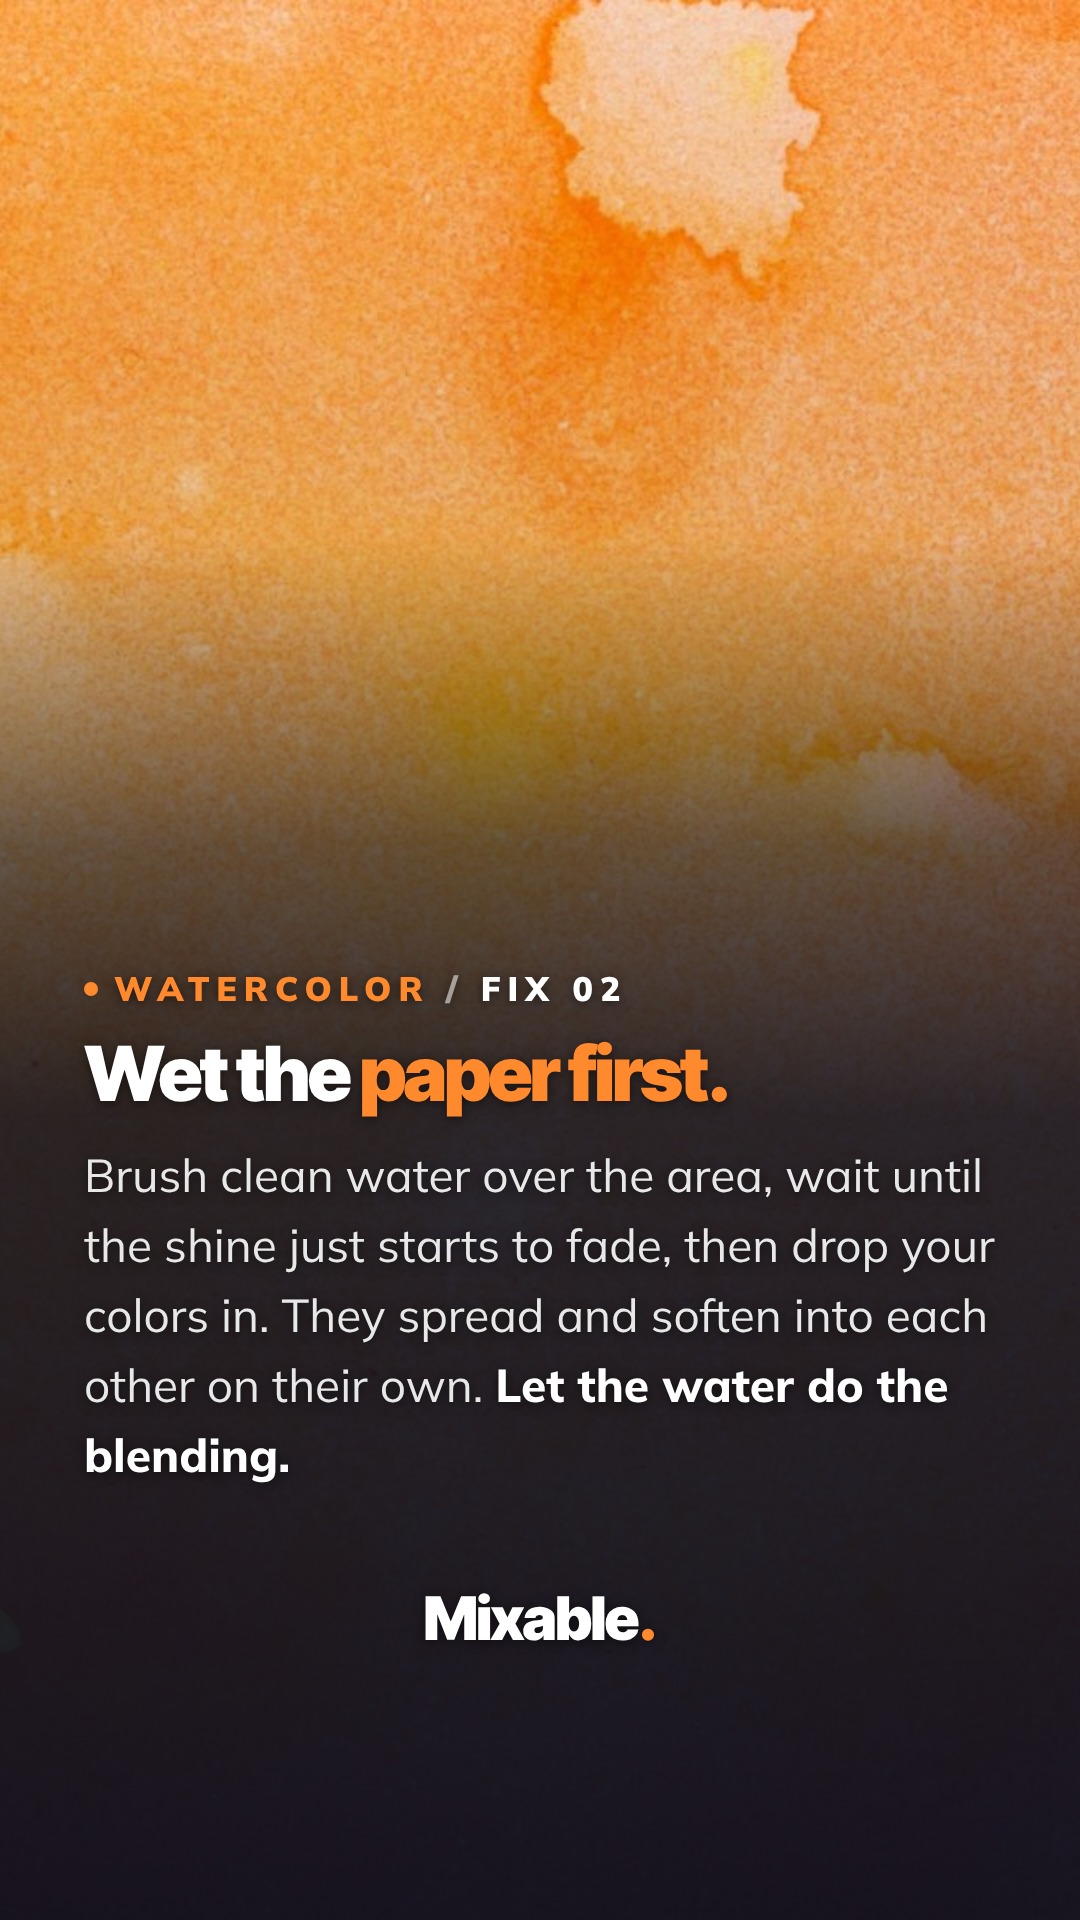 • WATERCOLOR / FIX 02
Wet the paper first.
Brush clean water over the area, wait until
the shine just starts to fade, then drop your
colors in. They spread and soften into each
other on their own. Let the water do the
blending.
Mixable.